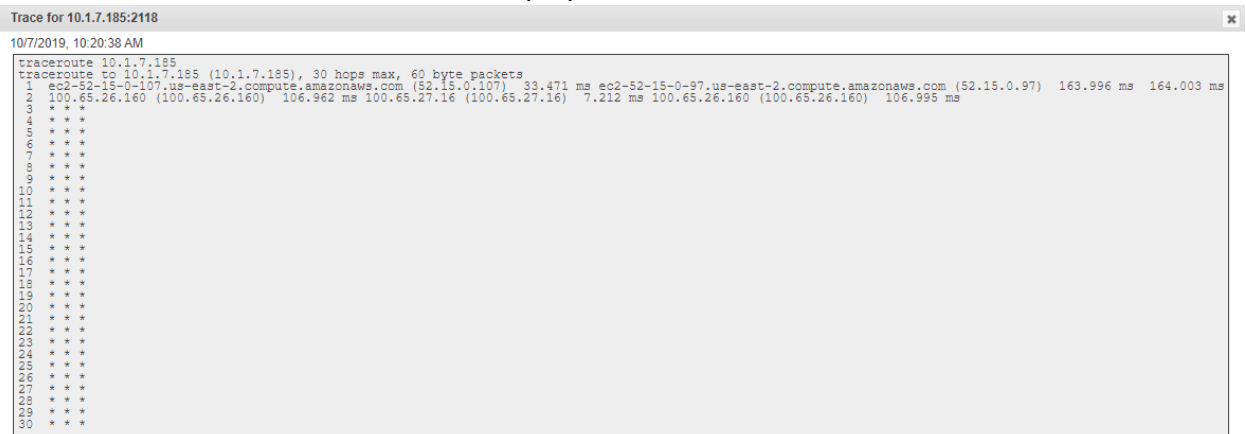 Trace for 10.1.7.185:2118
10/7/2019, 10:20:38 AM
traceroute 10.1.7.185
traceroute to 10.1.7.185 (10.1.7.185), 30 hops max, 60 byte packets
1 ec2-52-15-0-107.us-east-2.compute.amazonaws.com (52.15.0.107) 33.471 ms ec2-52-15-0-97.us-east-2.compute.amazonaws.com (52.15.0.97) 163.996 ms 164.003 ms
2 100.65.26.160 (100.65.26.160) 106.962 ms 100.65.27.16 (100.65.27.16) 7.212 ms 100.65.26.160 (100.65.26.160) 106.995 ms
3 * * *
4 * * *
5 * * *
6 * * *
7 * * *
8 * * *
9 * * *
10 * * *
11 * * *
12 * * *
13 * * *
14 * * *
15 * * *
16 * * *
17 * * *
18 * * *
19 * * *
20 * * *
21 * * *
22 * * *
23 * * *
24 * * *
25 * * *
26 * * *
27 * * *
28 * * *
29 * * *
30 * * *